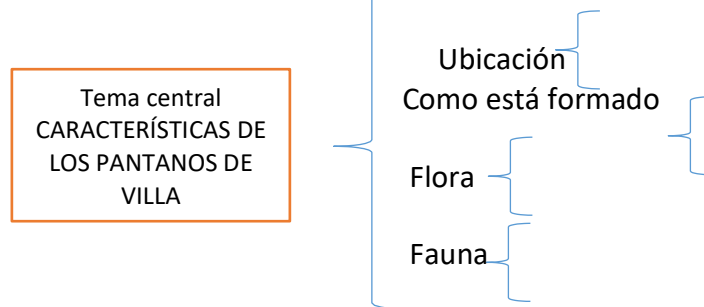 Tema central
CARACTERÍSTICAS DE
LOS PANTANOS DE
VILLA
Ubicación
Como está formado
Flora
Fauna